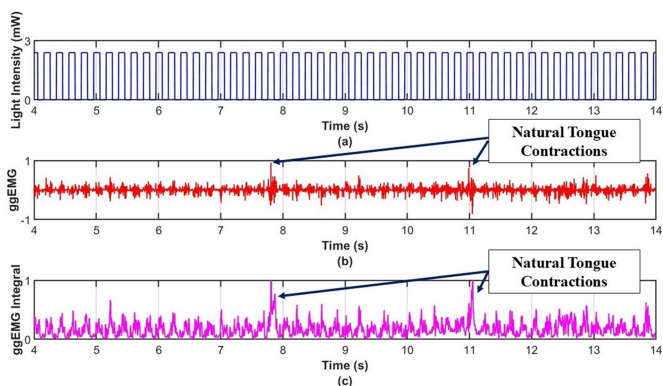 Light Intensity (mW)
3
0
4 5 6 7 8 9 10 11 12 13 14
Time (s)
(a)
Natural Tongue
Contractions
ggEMG
1
-1
4 5 6 7 8 9 10 11 12 13 14
Time (s)
(b)
Natural Tongue
Contractions
ggEMG Integral
1
0
4 5 6 7 8 9 10 11 12 13 14
Time (s)
(c)